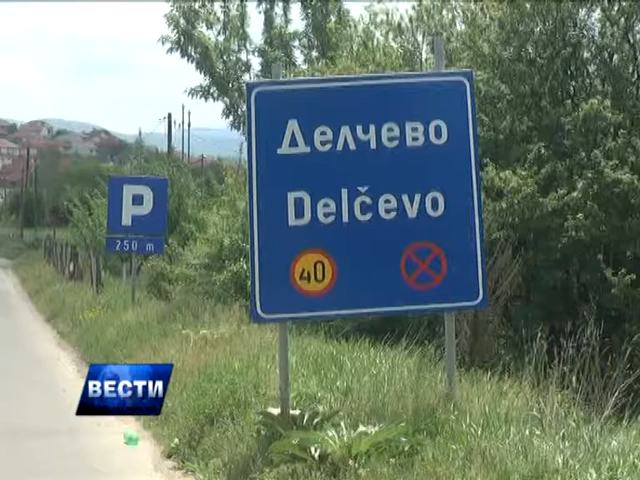 Делчево
Delčevo
40
P
250 m
ВЕСТИ